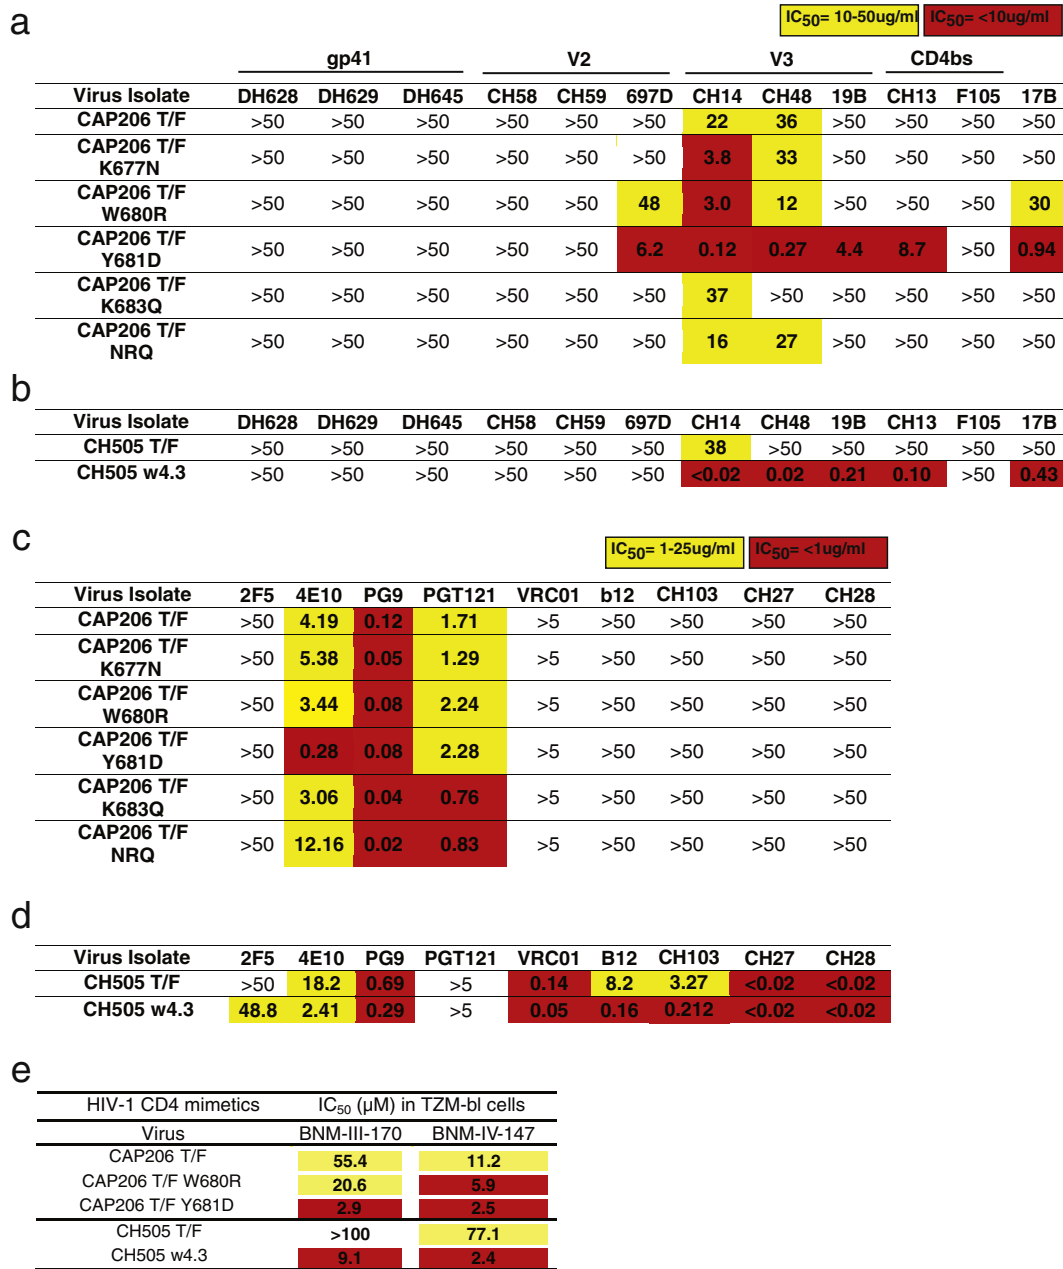 a
IC50= 10-50ug/ml IC50= <10ug/ml
gp41 V2 V3 CD4bs
Virus Isolate DH628 DH629 DH645 CH58 CH59 697D CH14 CH48 19B CH13 F105 17B
CAP206 T/F >50 >50 >50 >50 >50 >50 22 36 >50 >50 >50 >50
CAP206 T/F
K677N >50 >50 >50 >50 >50 >50 3.8 33 >50 >50 >50 >50
CAP206 T/F
W680R >50 >50 >50 >50 >50 48 3.0 12 >50 >50 >50 30
CAP206 T/F
Y681D >50 >50 >50 >50 >50 6.2 0.12 0.27 4.4 8.7 >50 0.94
CAP206 T/F
K683Q >50 >50 >50 >50 >50 >50 37 >50 >50 >50 >50 >50
CAP206 T/F
NRQ >50 >50 >50 >50 >50 >50 16 27 >50 >50 >50 >50
b
Virus Isolate DH628 DH629 DH645 CH58 CH59 697D CH14 CH48 19B CH13 F105 17B
CH505 T/F >50 >50 >50 >50 >50 >50 38 >50 >50 >50 >50 >50
CH505 w4.3 >50 >50 >50 >50 >50 >50 <0.02 0.02 0.21 0.10 >50 0.43
c
IC50= 1-25ug/ml IC50= <1ug/ml
Virus Isolate 2F5 4E10 PG9 PGT121 VRC01 b12 CH103 CH27 CH28
CAP206 T/F >50 4.19 0.12 1.71 >5 >50 >50 >50 >50
CAP206 T/F
K677N >50 5.38 0.05 1.29 >5 >50 >50 >50 >50
CAP206 T/F
W680R >50 3.44 0.08 2.24 >5 >50 >50 >50 >50
CAP206 T/F
Y681D >50 0.28 0.08 2.28 >5 >50 >50 >50 >50
CAP206 T/F
K683Q >50 3.06 0.04 0.76 >5 >50 >50 >50 >50
CAP206 T/F
NRQ >50 12.16 0.02 0.83 >5 >50 >50 >50 >50
d
Virus Isolate 2F5 4E10 PG9 PGT121 VRC01 B12 CH103 CH27 CH28
CH505 T/F >50 18.2 0.69 >5 0.14 8.2 3.27 <0.02 <0.02
CH505 w4.3 48.8 2.41 0.29 >5 0.05 0.16 0.212 <0.02 <0.02
e
HIV-1 CD4 mimetics IC50 (µM) in TZM-bl cells
Virus BNM-III-170 BNM-IV-147
CAP206 T/F 55.4 11.2
CAP206 T/F W680R 20.6 5.9
CAP206 T/F Y681D 2.9 2.5
CH505 T/F >100 77.1
CH505 w4.3 9.1 2.4